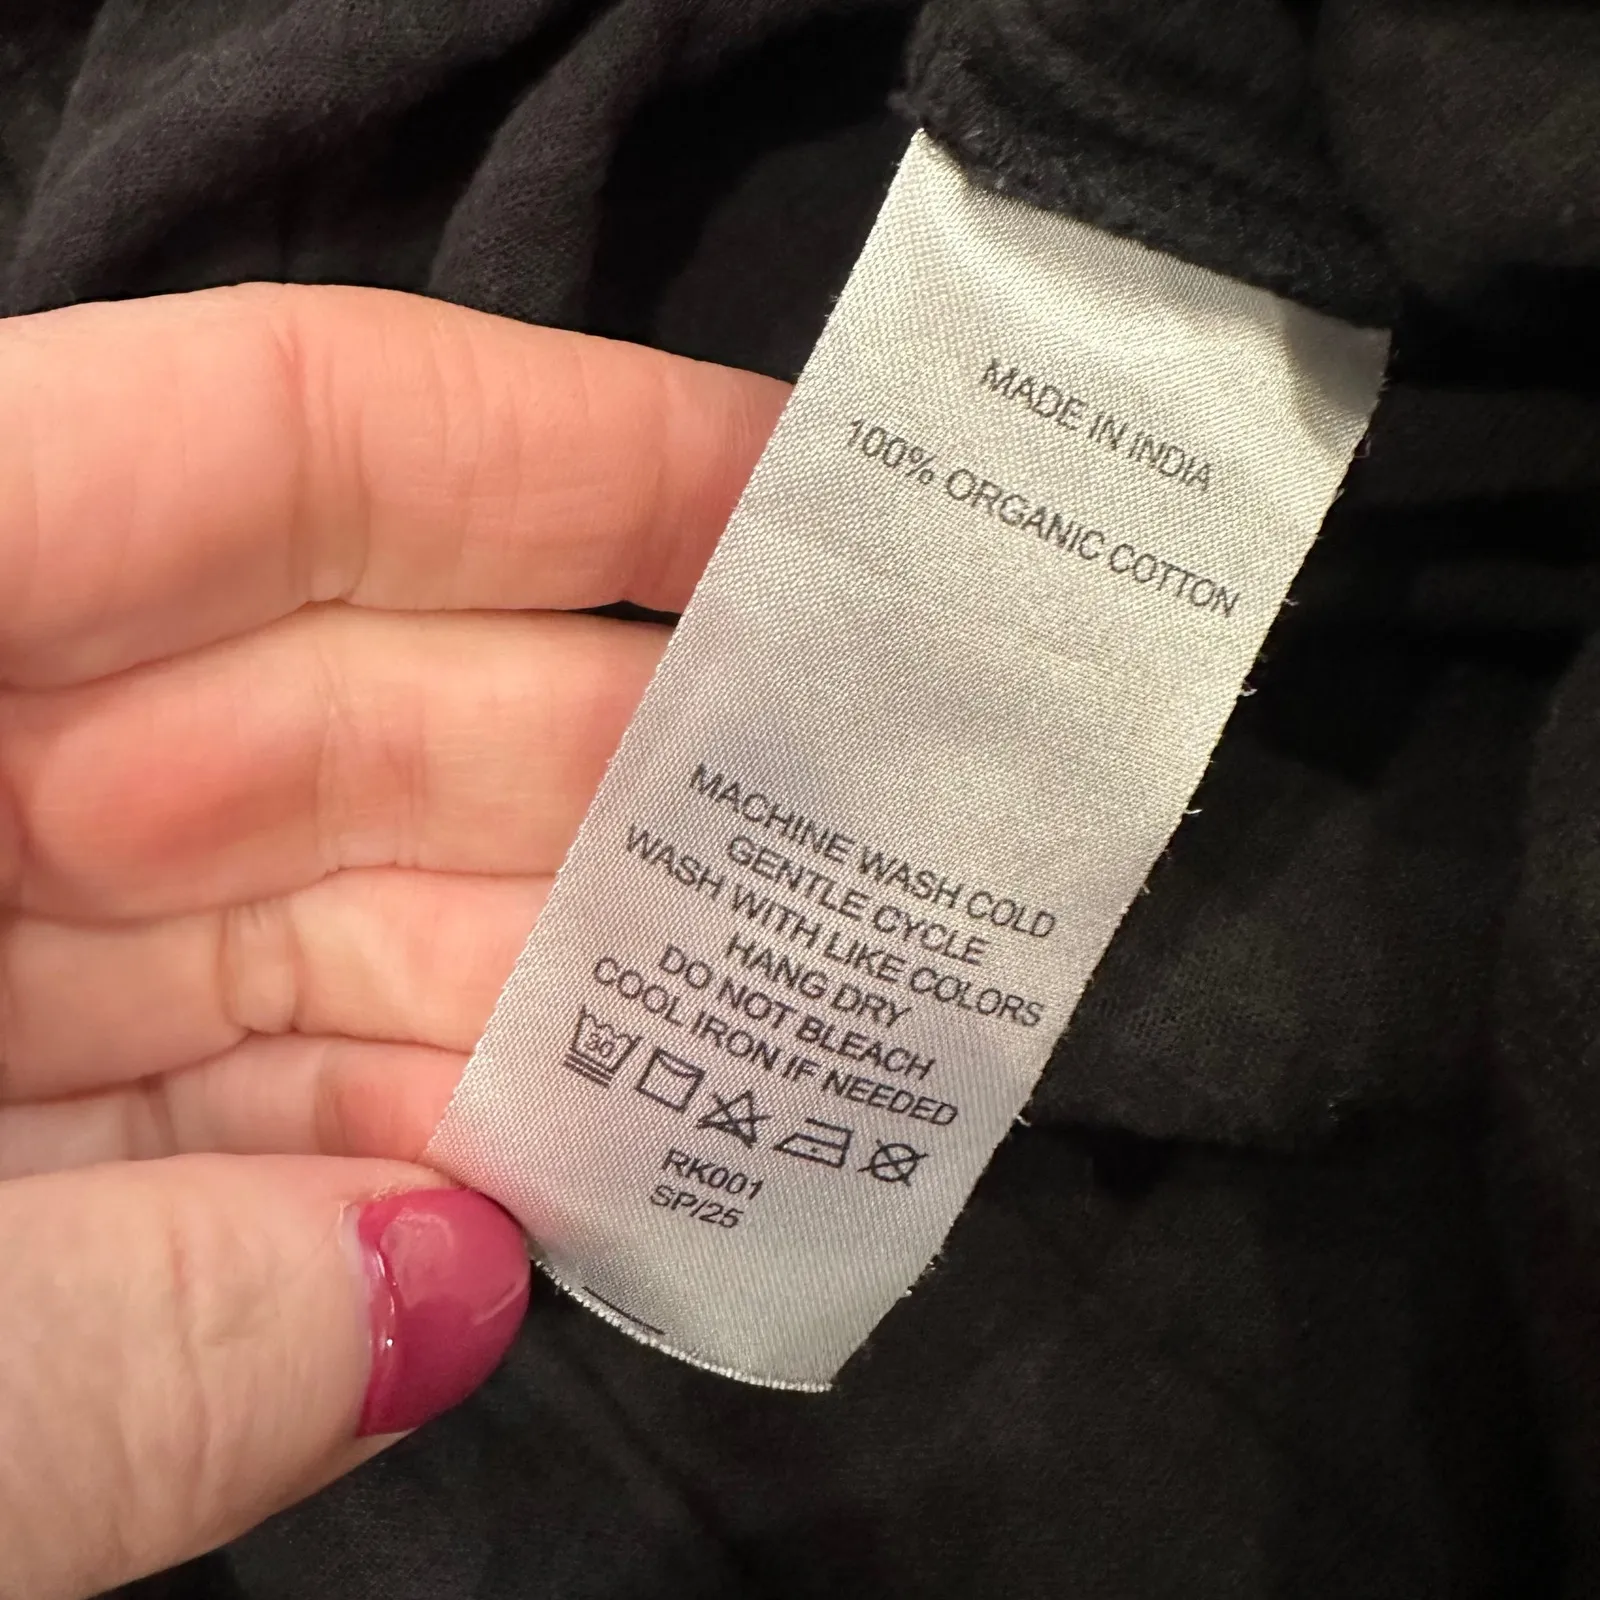 MADE IN INDIA
100% ORGANIC COTTON
MACHINE WASH COLD
GENTLE CYCLE
WASH WITH LIKE COLORS
HANG DRY
DO NOT BLEACH
COOL IRON IF NEEDED
30
RK001
SP/25